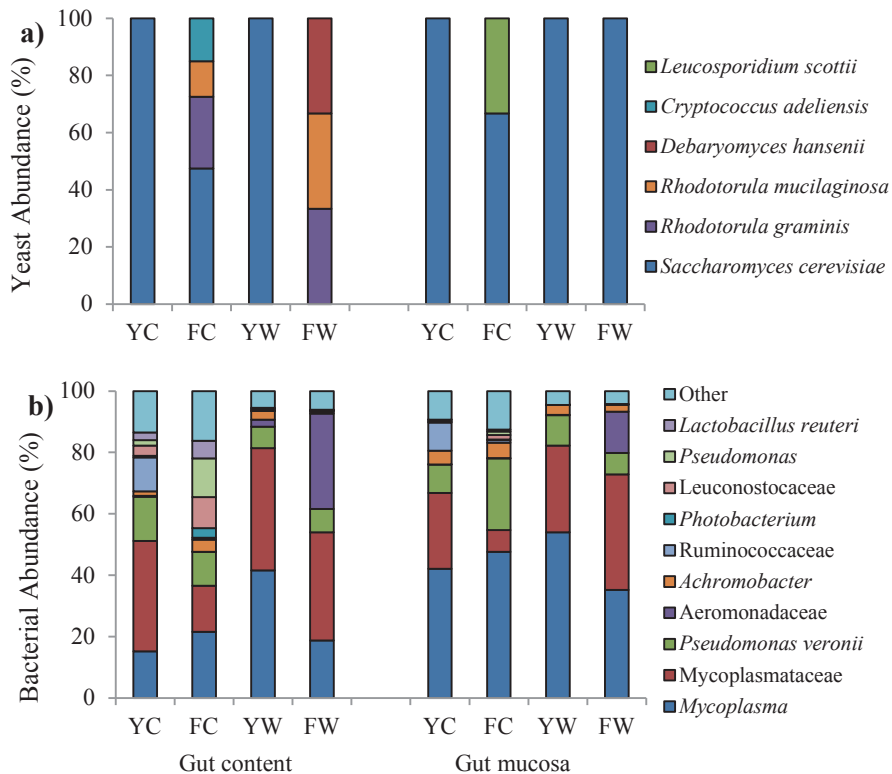 a)
Yeast Abundance (%)
100
80
60
40
20
0
YC FC YW FW YC FC YW FW
Leucosporidium scottii
Cryptococcus adeliensis
Debaryomyces hansenii
Rhodotorula mucilaginosa
Rhodotorula graminis
Saccharomyces cerevisiae
b)
Bacterial Abundance (%)
100
80
60
40
20
0
YC FC YW FW YC FC YW FW
Gut content Gut mucosa
Other
Lactobacillus reuteri
Pseudomonas
Leuconostocaceae
Photobacterium
Ruminococcaceae
Achromobacter
Aeromonadaceae
Pseudomonas veronii
Mycoplasmataceae
Mycoplasma